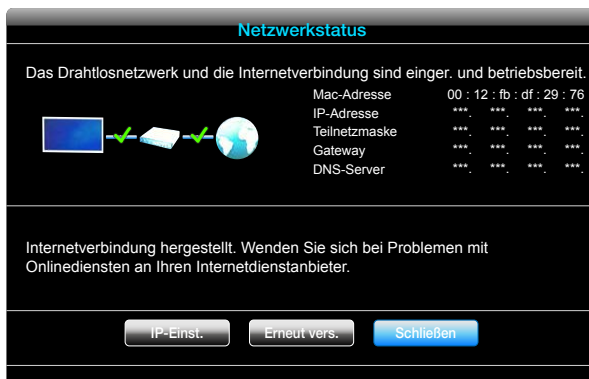 Netzwerkstatus
Das Drahtlosnetzwerk und die Internetverbindung sind einger. und betriebsbereit.
Mac-Adresse 00 : 12 : fb : df : 29 : 76
IP-Adresse ***. ***. ***. ***.
Teilnetzmaske ***. ***. ***. ***.
Gateway ***. ***. ***. ***.
DNS-Server ***. ***. ***. ***.
Internetverbindung hergestellt. Wenden Sie sich bei Problemen mit
Onlinediensten an Ihren Internetdienstanbieter.
IP-Einst. Erneut vers. Schließen